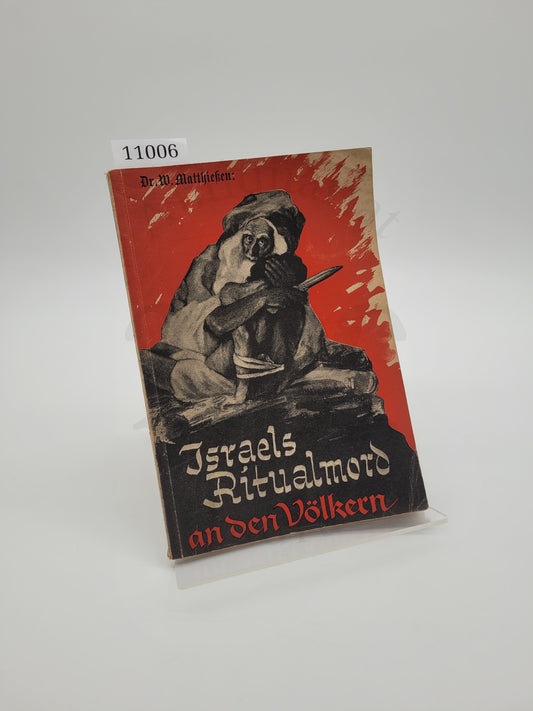 11006
Dr. W. Matthießen:
Israels
Ritualmord
an den Völkern